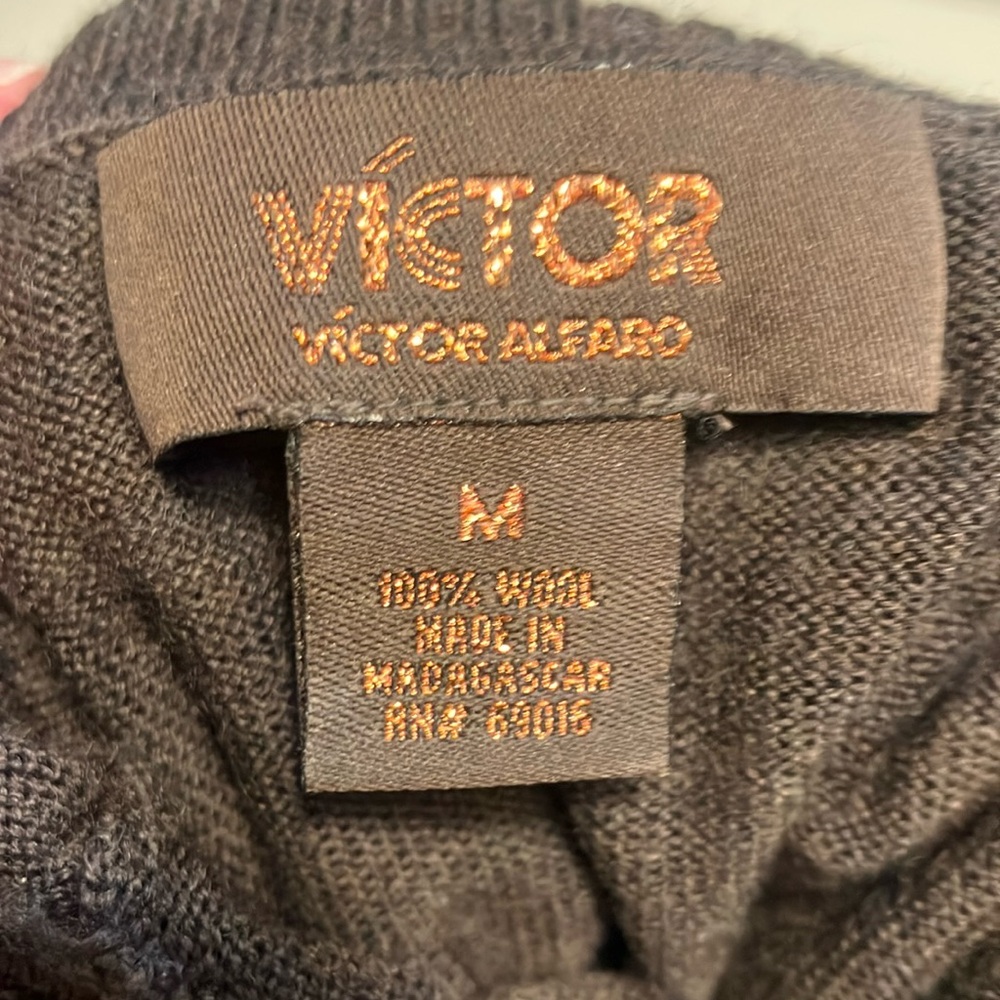 VÍCTOR
VÍCTOR ALFARO
M
100% WOOL
MADE IN
MADAGASCAR
RN# 69016